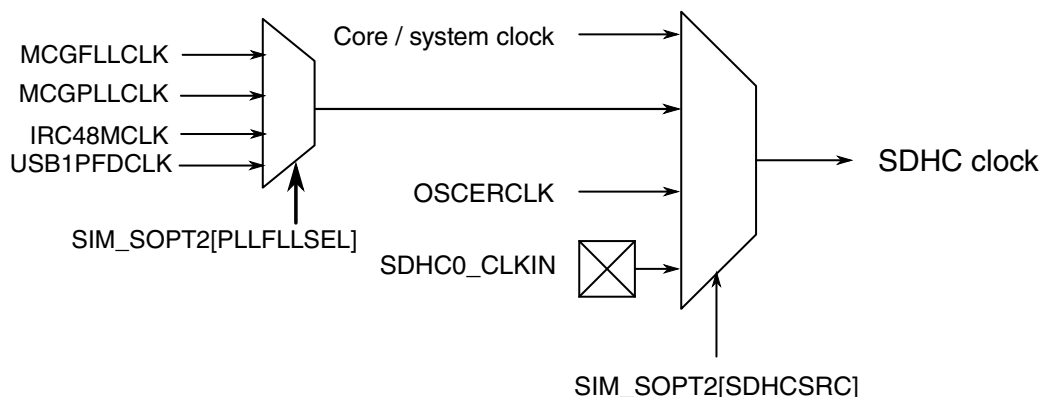 Core / system clock
MCGFLLCLK
MCGPLLCLK
IRC48MCLK
USB1PFDCLK
SDHC clock
OSCERCLK
SIM_SOPT2[PLLFLLSEL]
SDHC0_CLKIN
SIM_SOPT2[SDHCSRC]